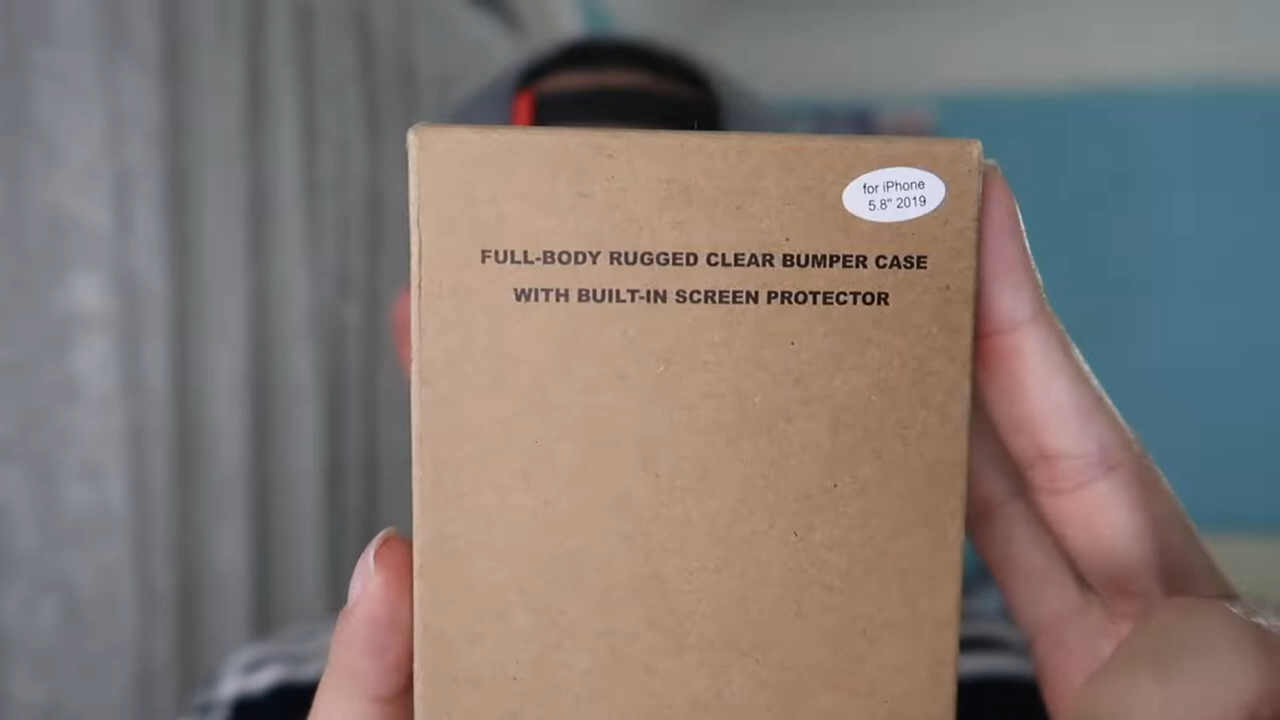 for iPhone
5.8" 2019
FULL-BODY RUGGED CLEAR BUMPER CASE
WITH BUILT-IN SCREEN PROTECTOR